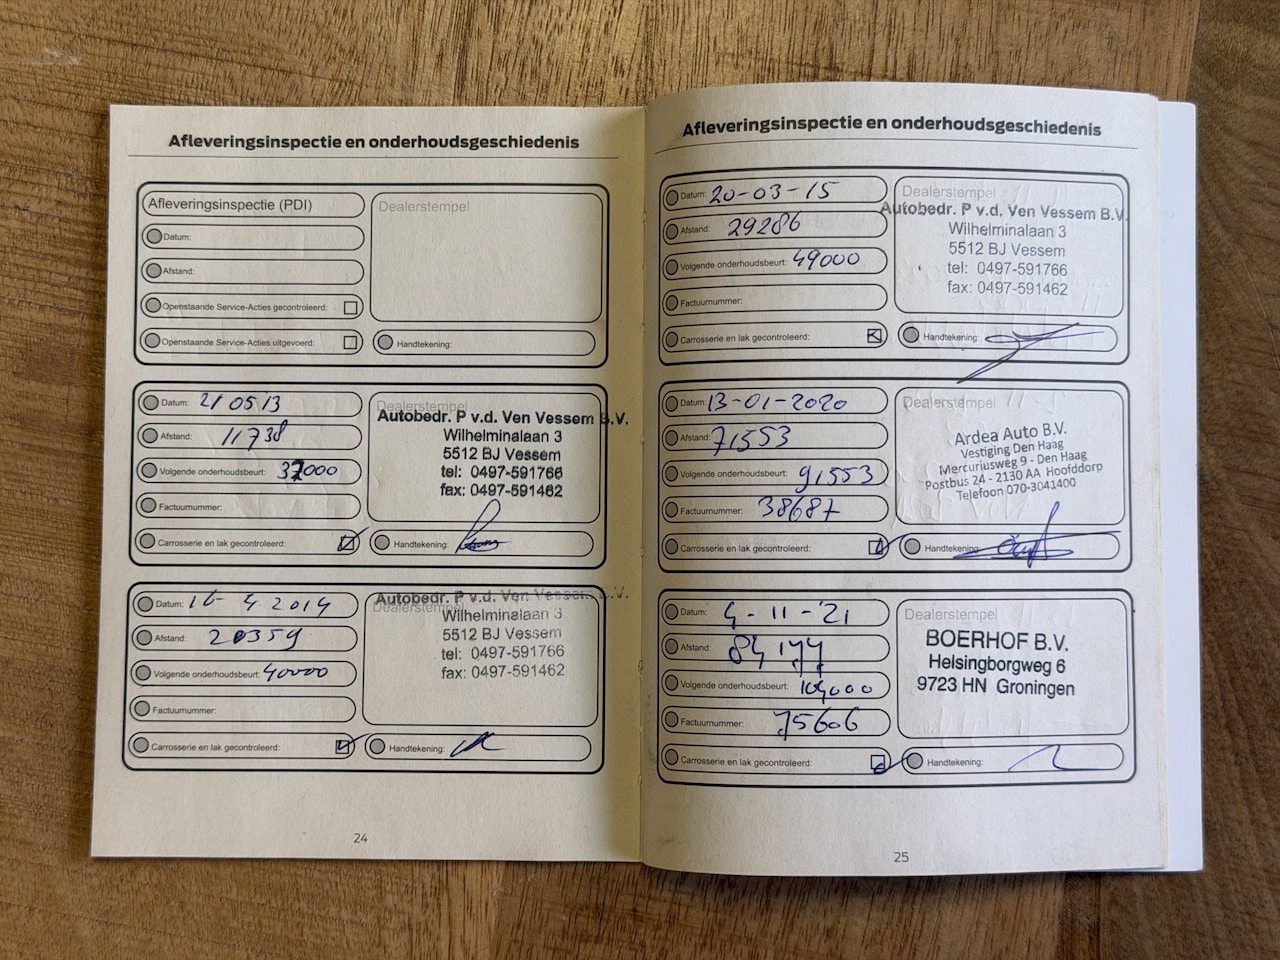 Afleveringsinspectie en onderhoudsgeschiedenis
Afleveringsinspectie (PDI)
Datum:
Afstand:
Openstaande Service-Acties gecontroleerd:
Openstaande Service-Acties uitgevoerd:
Dealerstempel
Handtekening:
Datum: 21 05 13
Afstand: 11738
Volgende onderhoudsbeurt: 37000
Factuurnummer:
Carrosserie en lak gecontroleerd:
Dealerstempel
Autobedr. P v.d. Ven Vessem B.V.
Wilhelminalaan 3
5512 BJ Vessem
tel: 0497-591766
fax: 0497-591462
Handtekening:
Datum: 16-4 2014
Afstand: 20359
Volgende onderhoudsbeurt: 40000
Factuurnummer:
Carrosserie en lak gecontroleerd:
Dealerstempel
Autobedr. P v.d. Ven Vessem B.V.
Wilhelminalaan 3
5512 BJ Vessem
tel: 0497-591766
fax: 0497-591462
Handtekening:
24
Afleveringsinspectie en onderhoudsgeschiedenis
Datum: 20-03-15
Afstand: 29286
Volgende onderhoudsbeurt: 49000
Factuurnummer:
Carrosserie en lak gecontroleerd:
Dealerstempel
Autobedr. P v.d. Ven Vessem B.V.
Wilhelminalaan 3
5512 BJ Vessem
tel: 0497-591766
fax: 0497-591462
Handtekening:
Datum: 13-01-2020
Afstand: 71553
Volgende onderhoudsbeurt: 91553
Factuurnummer: 38687
Carrosserie en lak gecontroleerd:
Dealerstempel
Ardea Auto B.V.
Vestiging Den Haag
Mercuriusweg 9 - Den Haag
Postbus 24 - 2130 AA Hoofddorp
Telefoon 070-3041400
Handtekening:
Datum: 4-11-'21
Afstand: 84177
Volgende onderhoudsbeurt: 104000
Factuurnummer: 75606
Carrosserie en lak gecontroleerd:
Dealerstempel
BOERHOF B.V.
Helsingborgweg 6
9723 HN Groningen
Handtekening:
25